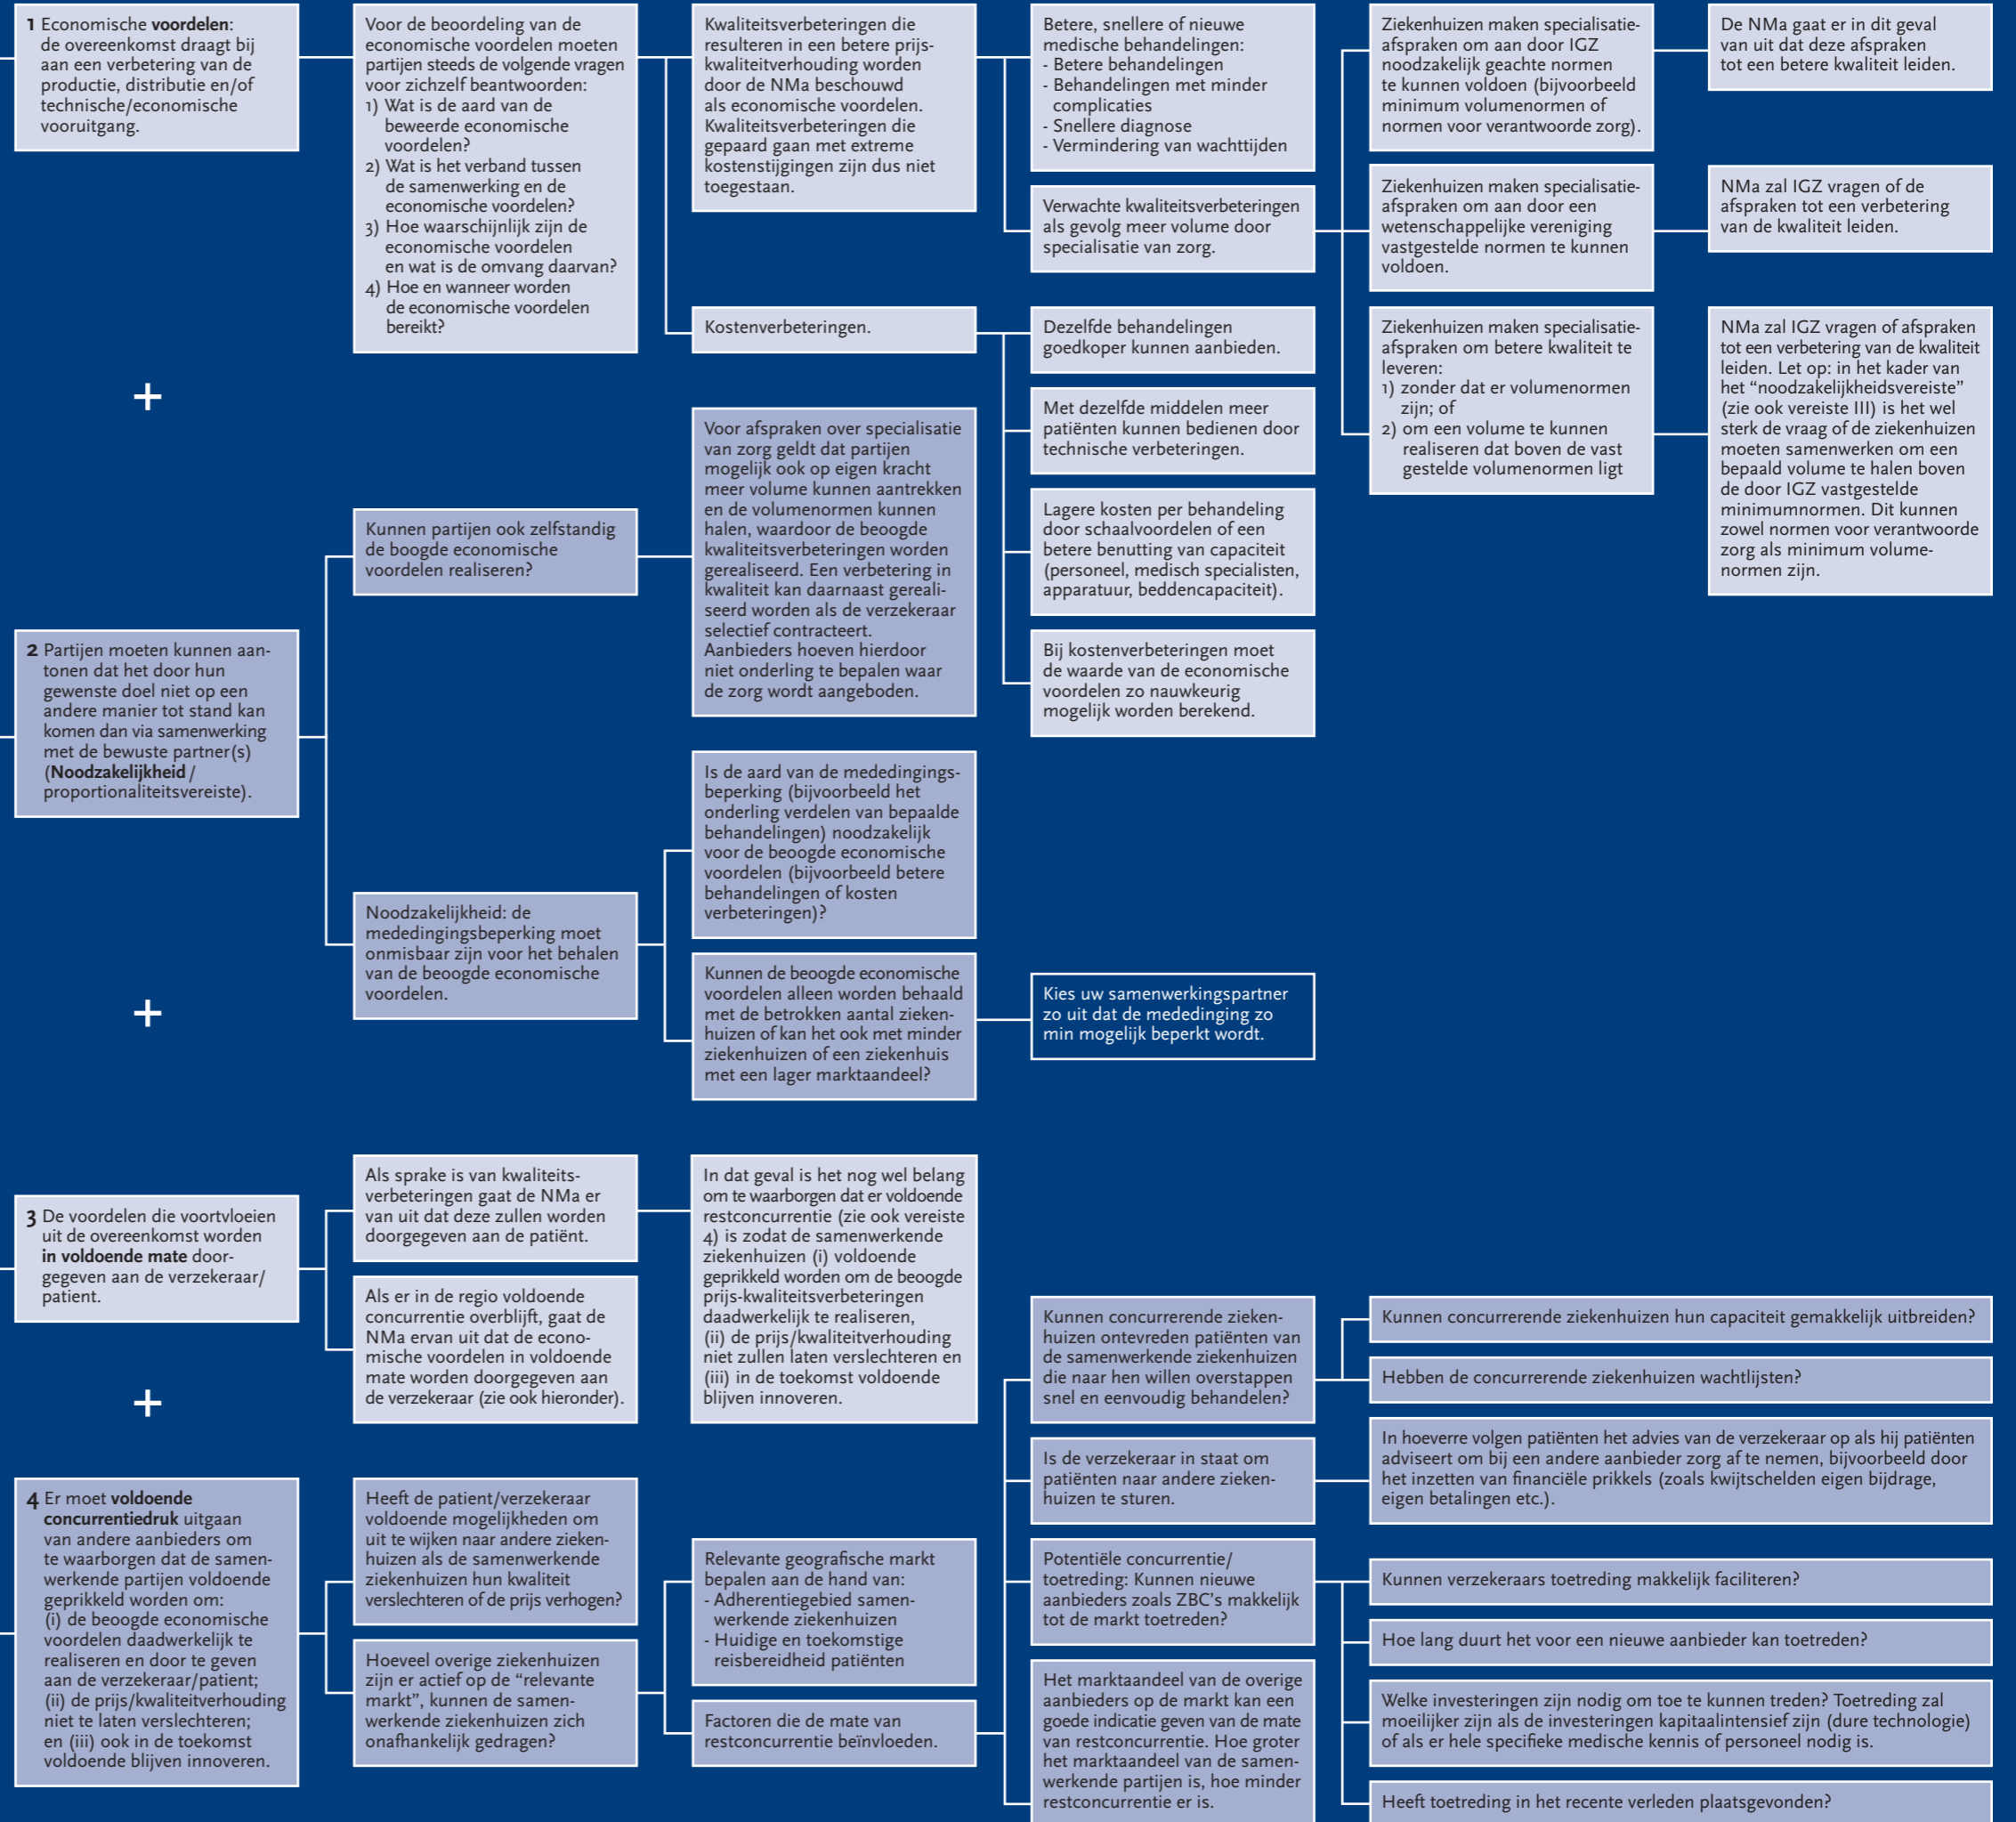 1 Economische voordelen:
de overeenkomst draagt bij
aan een verbetering van de
productie, distributie en/of
technische/economische
vooruitgang.
Voor de beoordeling van de
economische voordelen moeten
partijen steeds de volgende vragen
voor zichzelf beantwoorden:
1) Wat is de aard van de
beweerde economische
voordelen?
2) Wat is het verband tussen
de samenwerking en de
economische voordelen?
3) Hoe waarschijnlijk zijn de
economische voordelen
en wat is de omvang daarvan?
4) Hoe en wanneer worden
de economische voordelen
bereikt?
Kwaliteitsverbeteringen die
resulteren in een betere prijs-
kwaliteitverhouding worden
door de NMa beschouwd
als economische voordelen.
Kwaliteitsverbeteringen die
gepaard gaan met extreme
kostenstijgingen zijn dus niet
toegestaan.
Betere, snellere of nieuwe
medische behandelingen:
- Betere behandelingen
- Behandelingen met minder
complicaties
- Snellere diagnose
- Vermindering van wachttijden
Verwachte kwaliteitsverbeteringen
als gevolg meer volume door
specialisatie van zorg.
Ziekenhuizen maken specialisatie-
afspraken om aan door IGZ
noodzakelijk geachte normen
te kunnen voldoen (bijvoorbeeld
minimum volumenormen of
normen voor verantwoorde zorg).
De NMa gaat er in dit geval
van uit dat deze afspraken
tot een betere kwaliteit leiden.
Ziekenhuizen maken specialisatie-
afspraken om aan door een
wetenschappelijke vereniging
vastgestelde normen te kunnen
voldoen.
NMa zal IGZ vragen of de
afspraken tot een verbetering
van de kwaliteit leiden.
Ziekenhuizen maken specialisatie-
afspraken om betere kwaliteit te
leveren:
1) zonder dat er volumenormen
zijn; of
2) om een volume te kunnen
realiseren dat boven de vast
gestelde volumenormen ligt
NMa zal IGZ vragen of afspraken
tot een verbetering van de kwaliteit
leiden. Let op: in het kader van
het “noodzakelijkheidsvereiste”
(zie ook vereiste III) is het wel
sterk de vraag of de ziekenhuizen
moeten samenwerken om een
bepaald volume te halen boven
de door IGZ vastgestelde
minimumnormen. Dit kunnen
zowel normen voor verantwoorde
zorg als minimum volume-
normen zijn.
Kostenverbeteringen.
Dezelfde behandelingen
goedkoper kunnen aanbieden.
Met dezelfde middelen meer
patiënten kunnen bedienen door
technische verbeteringen.
Lagere kosten per behandeling
door schaalvoordelen of een
betere benutting van capaciteit
(personeel, medisch specialisten,
apparatuur, beddencapaciteit).
Bij kostenverbeteringen moet
de waarde van de economische
voordelen zo nauwkeurig
mogelijk worden berekend.
+
2 Partijen moeten kunnen aan-
tonen dat het door hun
gewenste doel niet op een
andere manier tot stand kan
komen dan via samenwerking
met de bewuste partner(s)
(Noodzakelijkheid /
proportionaliteitsvereiste).
Kunnen partijen ook zelfstandig
de boogde economische
voordelen realiseren?
Voor afspraken over specialisatie
van zorg geldt dat partijen
mogelijk ook op eigen kracht
meer volume kunnen aantrekken
en de volumenormen kunnen
halen, waardoor de beoogde
kwaliteitsverbeteringen worden
gerealiseerd. Een verbetering in
kwaliteit kan daarnaast gereali-
seerd worden als de verzekeraar
selectief contracteert.
Aanbieders hoeven hierdoor
niet onderling te bepalen waar
de zorg wordt aangeboden.
Noodzakelijkheid: de
mededingingsbeperking moet
onmisbaar zijn voor het behalen
van de beoogde economische
voordelen.
Is de aard van de mededingings-
beperking (bijvoorbeeld het
onderling verdelen van bepaalde
behandelingen) noodzakelijk
voor de beoogde economische
voordelen (bijvoorbeeld betere
behandelingen of kosten
verbeteringen)?
Kunnen de beoogde economische
voordelen alleen worden behaald
met de betrokken aantal zieken-
huizen of kan het ook met minder
ziekenhuizen of een ziekenhuis
met een lager marktaandeel?
Kies uw samenwerkingspartner
zo uit dat de mededinging zo
min mogelijk beperkt wordt.
+
3 De voordelen die voortvloeien
uit de overeenkomst worden
in voldoende mate door-
gegeven aan de verzekeraar/
patient.
Als sprake is van kwaliteits-
verbeteringen gaat de NMa er
van uit dat deze zullen worden
doorgegeven aan de patiënt.
Als er in de regio voldoende
concurrentie overblijft, gaat de
NMa ervan uit dat de econo-
mische voordelen in voldoende
mate worden doorgegeven aan
de verzekeraar (zie ook hieronder).
In dat geval is het nog wel belang
om te waarborgen dat er voldoende
restconcurrentie (zie ook vereiste
4) is zodat de samenwerkende
ziekenhuizen (i) voldoende
geprikkeld worden om de beoogde
prijs-kwaliteitsverbeteringen
daadwerkelijk te realiseren,
(ii) de prijs/kwaliteitverhouding
niet zullen laten verslechteren en
(iii) in de toekomst voldoende
blijven innoveren.
+
4 Er moet voldoende
concurrentiedruk uitgaan
van andere aanbieders om
te waarborgen dat de samen-
werkende partijen voldoende
geprikkeld worden om:
(i) de beoogde economische
voordelen daadwerkelijk te
realiseren en door te geven
aan de verzekeraar/patient;
(ii) de prijs/kwaliteitverhouding
niet te laten verslechteren;
en (iii) ook in de toekomst
voldoende blijven innoveren.
Heeft de patient/verzekeraar
voldoende mogelijkheden om
uit te wijken naar andere zieken-
huizen als de samenwerkende
ziekenhuizen hun kwaliteit
verslechteren of de prijs verhogen?
Hoeveel overige ziekenhuizen
zijn er actief op de “relevante
markt”, kunnen de samen-
werkende ziekenhuizen zich
onafhankelijk gedragen?
Relevante geografische markt
bepalen aan de hand van:
- Adherentiegebied samen-
werkende ziekenhuizen
- Huidige en toekomstige
reisbereidheid patiënten
Factoren die de mate van
restconcurrentie beïnvloeden.
Kunnen concurrerende zieken-
huizen ontevreden patiënten van
de samenwerkende ziekenhuizen
die naar hen willen overstappen
snel en eenvoudig behandelen?
Kunnen concurrerende ziekenhuizen hun capaciteit gemakkelijk uitbreiden?
Hebben de concurrerende ziekenhuizen wachtlijsten?
Is de verzekeraar in staat om
patiënten naar andere zieken-
huizen te sturen.
In hoeverre volgen patiënten het advies van de verzekeraar op als hij patiënten
adviseert om bij een andere aanbieder zorg af te nemen, bijvoorbeeld door
het inzetten van financiële prikkels (zoals kwijtschelden eigen bijdrage,
eigen betalingen etc.).
Potentiële concurrentie/
toetreding: Kunnen nieuwe
aanbieders zoals ZBC's makkelijk
tot de markt toetreden?
Kunnen verzekeraars toetreding makkelijk faciliteren?
Hoe lang duurt het voor een nieuwe aanbieder kan toetreden?
Welke investeringen zijn nodig om toe te kunnen treden? Toetreding zal
moeilijker zijn als de investeringen kapitaalintensief zijn (dure technologie)
of als er hele specifieke medische kennis of personeel nodig is.
Heeft toetreding in het recente verleden plaatsgevonden?
Het marktaandeel van de overige
aanbieders op de markt kan een
goede indicatie geven van de mate
van restconcurrentie. Hoe groter
het marktaandeel van de samen-
werkende partijen is, hoe minder
restconcurrentie er is.